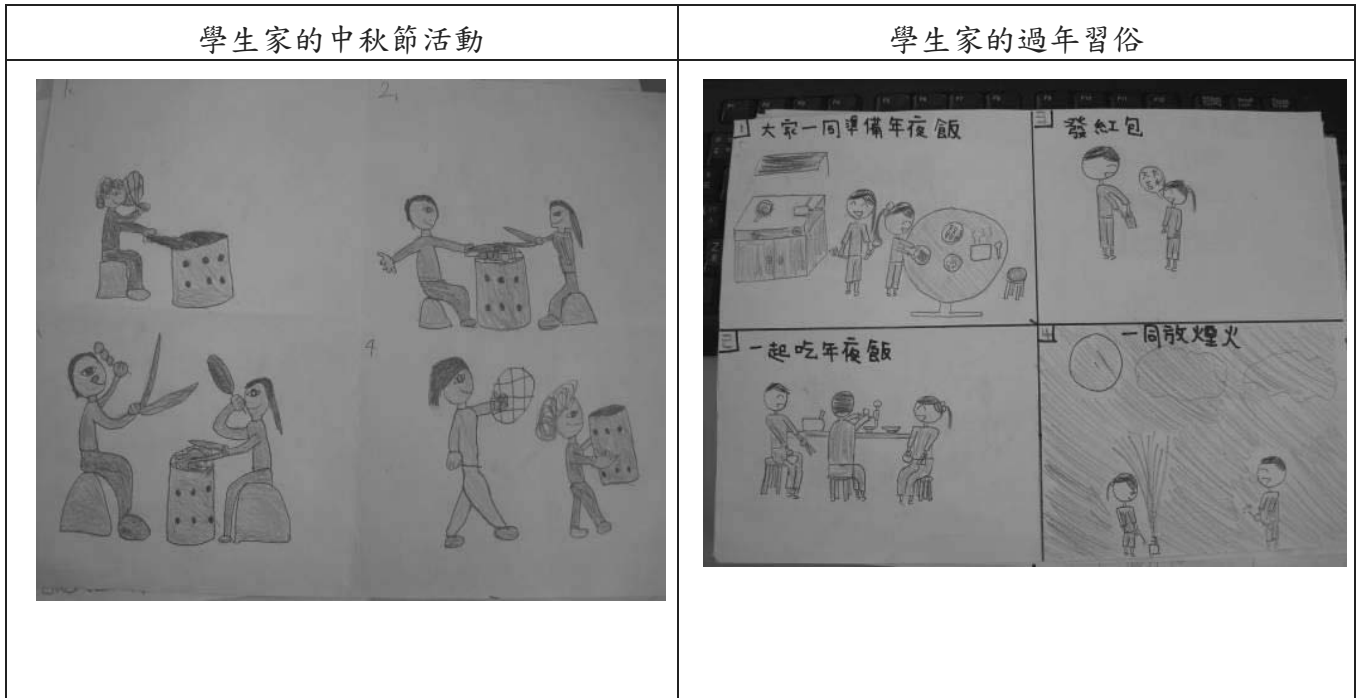 學生家的中秋節活動
學生家的過年習俗
1.
2.
4.
1 大家一同準備年夜飯
2 一起吃年夜飯
3 發紅包
4 一同放煙火